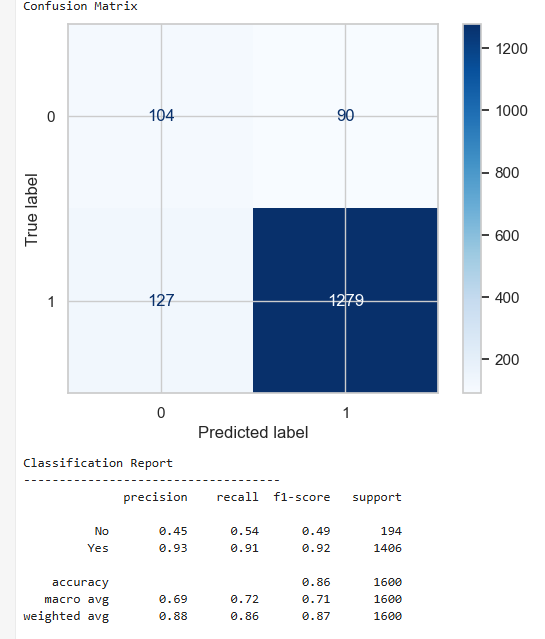 Confusion Matrix
1200
0 104 90
1000
800
True label
600
1 127 1279
400
200
0 1
Predicted label
Classification Report
------------------------------------
precision recall f1-score support
No 0.45 0.54 0.49 194
Yes 0.93 0.91 0.92 1406
accuracy 0.86 1600
macro avg 0.69 0.72 0.71 1600
weighted avg 0.88 0.86 0.87 1600